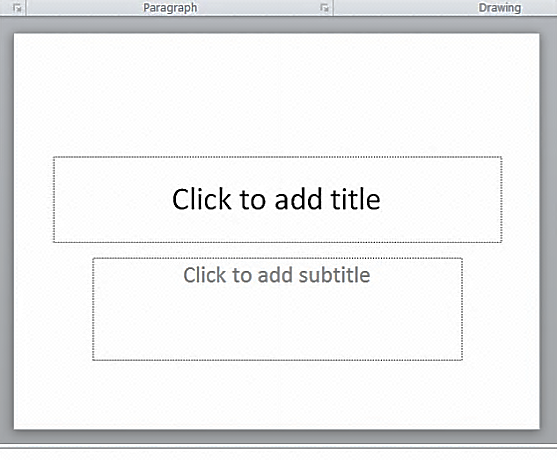 Paragraph Drawing
Click to add title
Click to add subtitle